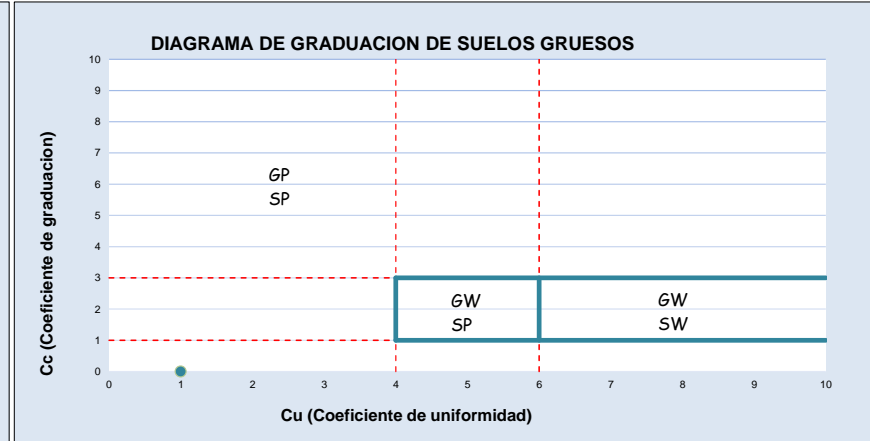 DIAGRAMA DE GRADUACION DE SUELOS GRUESOS
10
9
8
7
6
5
4
3
2
1
0
Cc (Coeficiente de graduacion)
GP
SP
GW
SP
GW
SW
0 1 2 3 4 5 6 7 8 9 10
Cu (Coeficiente de uniformidad)